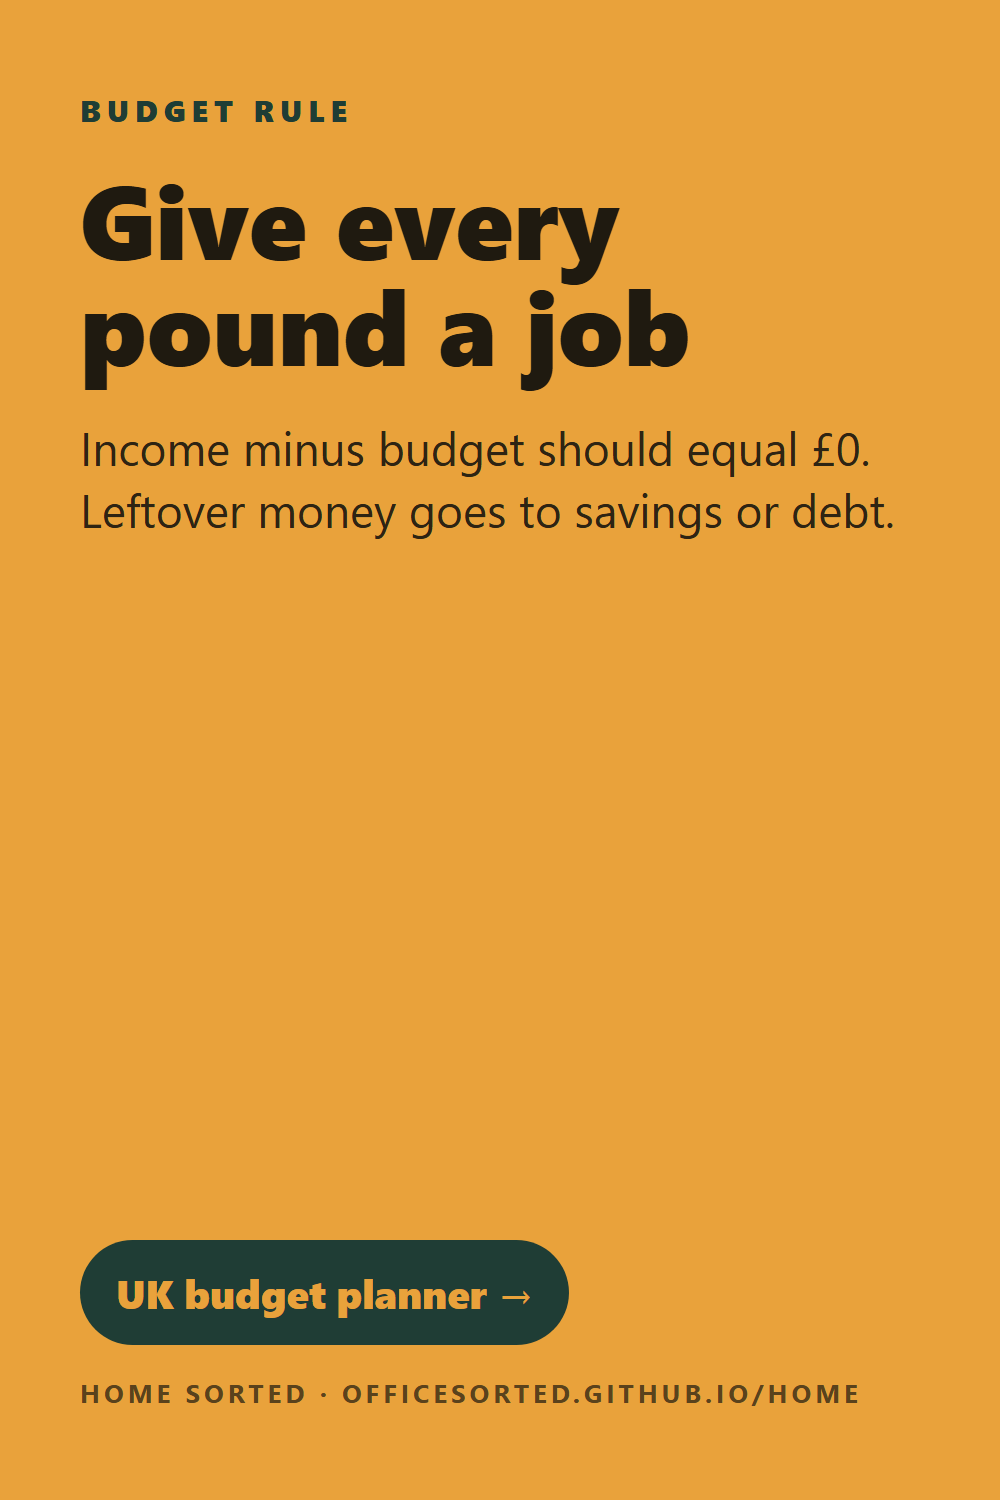 BUDGET RULE
Give every
pound a job
Income minus budget should equal £0.
Leftover money goes to savings or debt.
UK budget planner →
HOME SORTED · OFFICESORTED.GITHUB.IO/HOME